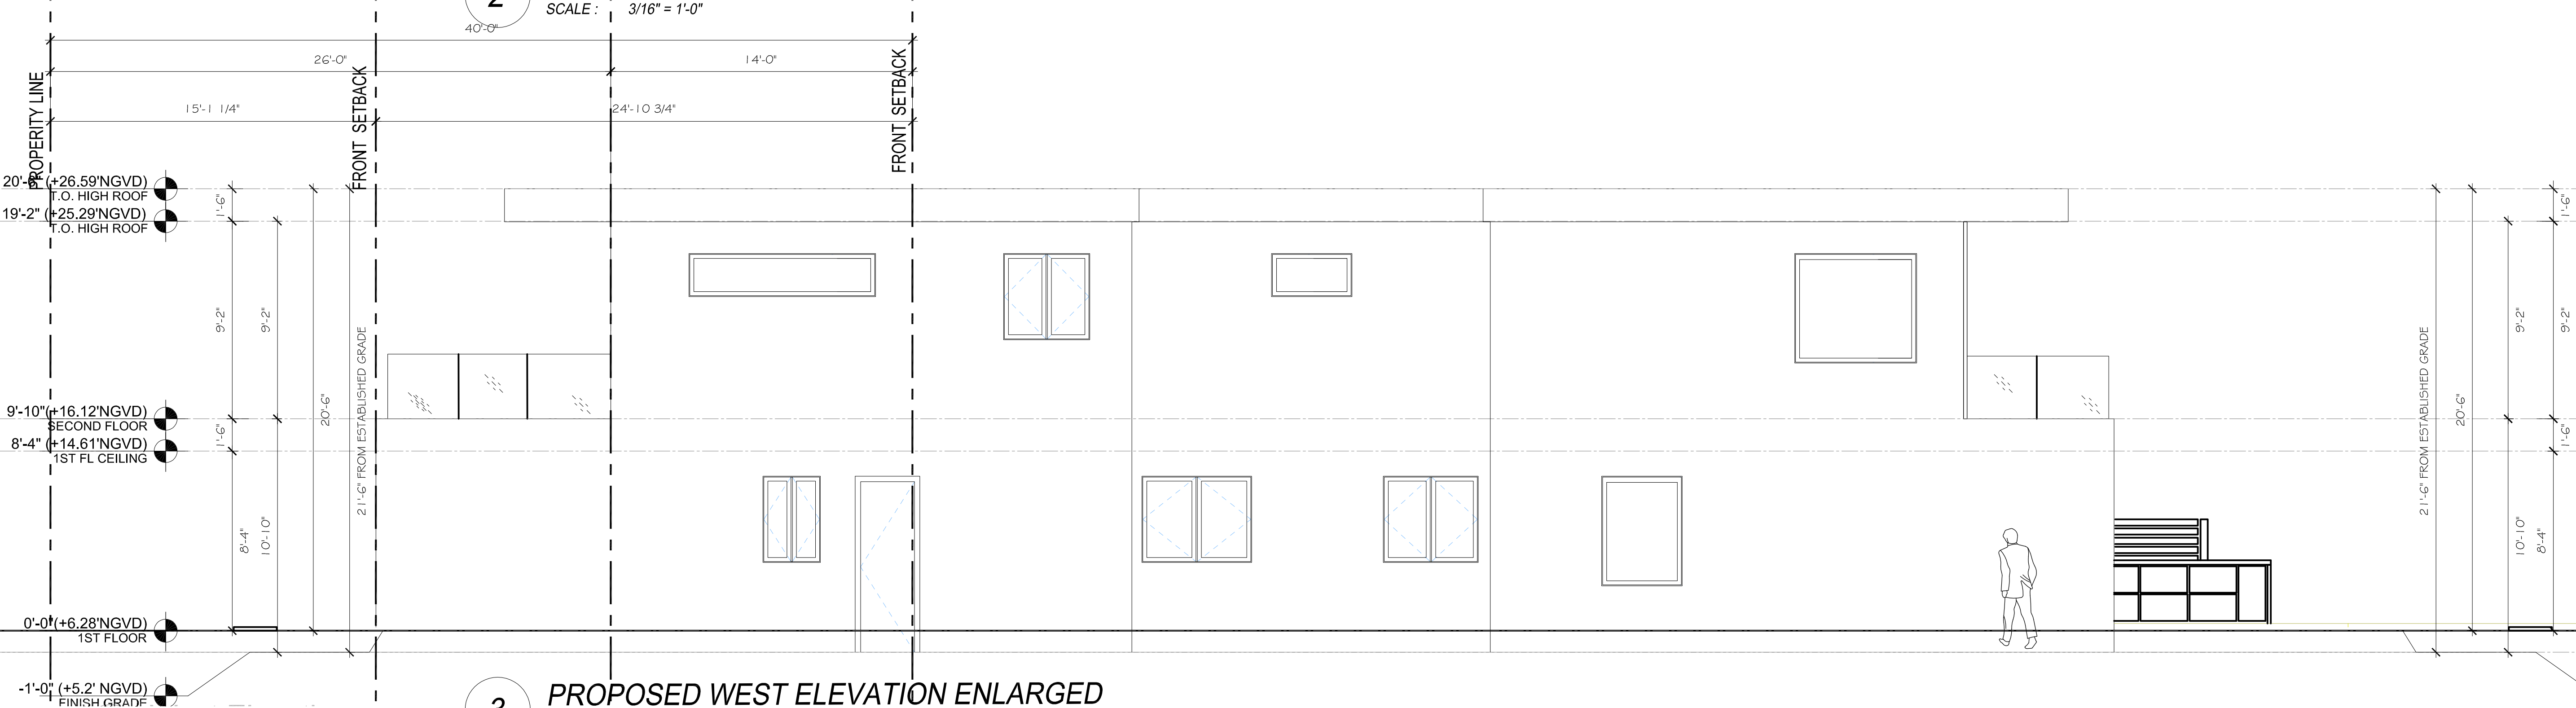 2
SCALE : 3/16" = 1'-0"
40'-0"
26'-0"
14'-0"
15'-1 1/4"
24'-10 3/4"
PROPERITY LINE
FRONT SETBACK
FRONT SETBACK
(+26.59'NGVD)
T.O. HIGH ROOF
19'-2" (+25.29'NGVD)
T.O. HIGH ROOF
9'-10"(+16.12'NGVD)
SECOND FLOOR
8'-4" (+14.61'NGVD)
1ST FL CEILING
0'-0"(+6.28'NGVD)
1ST FLOOR
-1'-0" (+5.2' NGVD)
FINISH GRADE
1'-6"
9'-2"
9'-2"
1'-6"
8'-4"
10'-10"
20'-6"
21'-6" FROM ESTABLISHED GRADE
21'-6" FROM ESTABLISHED GRADE
20'-6"
9'-2"
10'-10"
1'-6"
9'-2"
1'-6"
8'-4"
PROPOSED WEST ELEVATION ENLARGED